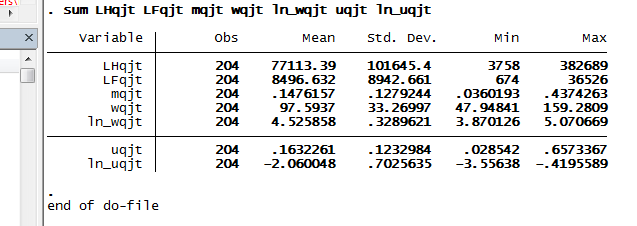 . sum LHqjt LFqjt mqjt wqjt ln_wqjt uqjt ln_uqjt
Variable Obs Mean Std. Dev. Min Max
LHqjt 204 77113.39 101645.4 3758 382689
LFqjt 204 8496.632 8942.661 674 36526
mqjt 204 .1476157 .1279244 .0360193 .4374263
wqjt 204 97.5937 33.26997 47.94841 159.2809
ln_wqjt 204 4.525858 .3289621 3.870126 5.070669
uqjt 204 .1632261 .1232984 .028542 .6573367
ln_uqjt 204 -2.060048 .7025635 -3.55638 -.4195589
.
end of do-file